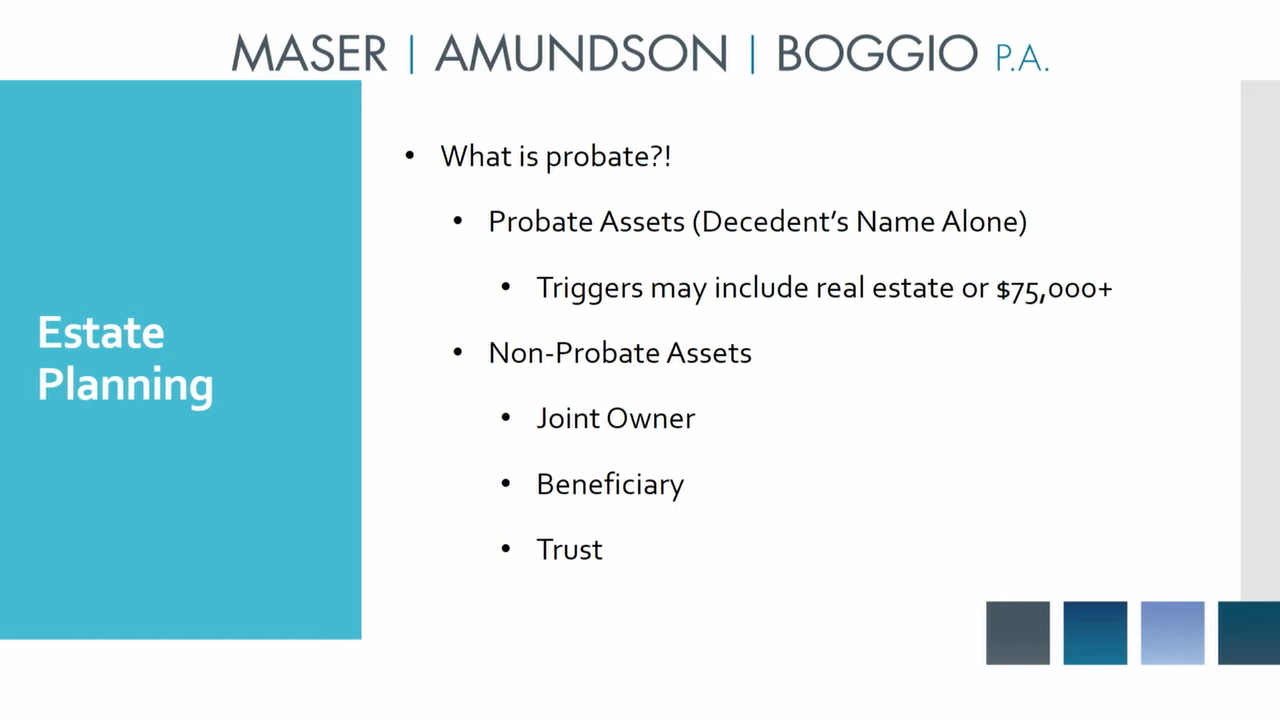 MASER | AMUNDSON | BOGGIO P.A.
Estate
Planning
• What is probate?!
• Probate Assets (Decedent’s Name Alone)
• Triggers may include real estate or $75,000+
• Non-Probate Assets
• Joint Owner
• Beneficiary
• Trust